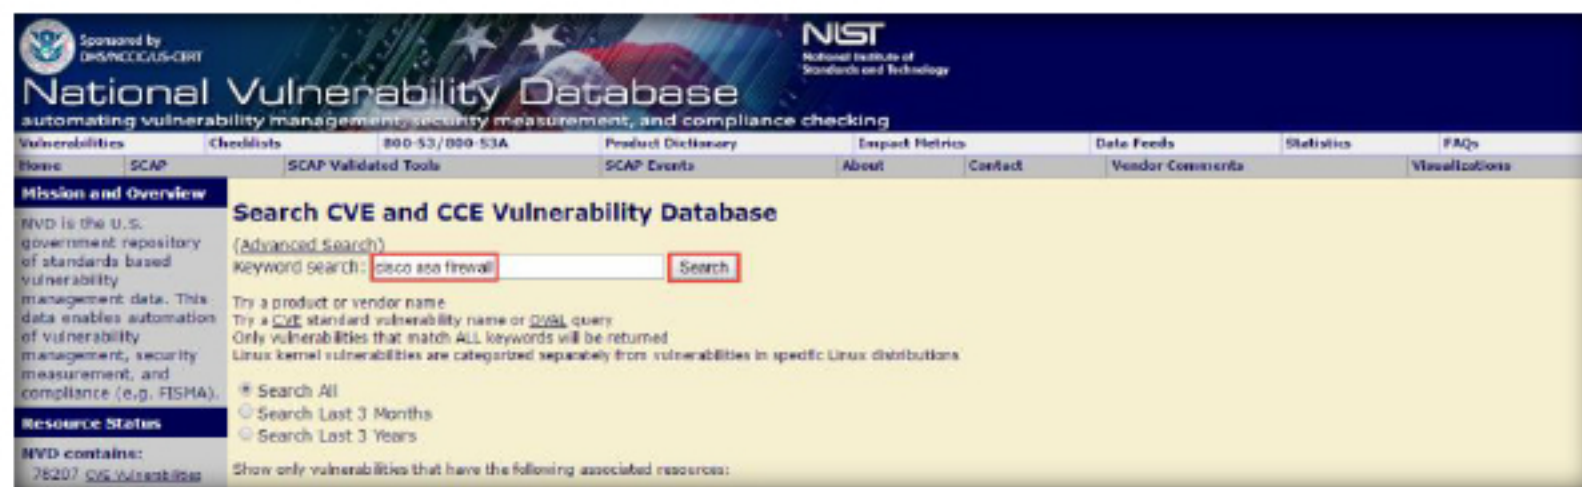 Sponsored by
DHS/NCCIC/US-CERT
NIST
National Institute of
Standards and Technology
National Vulnerability Database
automating vulnerability management, security measurement, and compliance checking
Vulnerabilities Checklists 800-53/800-53A Product Dictionary Impact Metrics Data Feeds Statistics FAQs
Home SCAP SCAP Validated Tools SCAP Events About Contact Vendor Comments Visualizations
Mission and Overview
NVD is the U.S.
government repository
of standards based
vulnerability
management data. This
data enables automation
of vulnerability
management, security
measurement, and
compliance (e.g. FISMA).
Resource Status
NVD contains:
78207 CVE Vulnerabilities
Search CVE and CCE Vulnerability Database
(Advanced Search)
Keyword search: cisco asa firewall Search
Try a product or vendor name
Try a CVE standard vulnerability name or OVAL query
Only vulnerabilities that match ALL keywords will be returned
Linux kernel vulnerabilities are categorized separately from vulnerabilities in specific Linux distributions
Search All
Search Last 3 Months
Search Last 3 Years
Show only vulnerabilities that have the following associated resources: